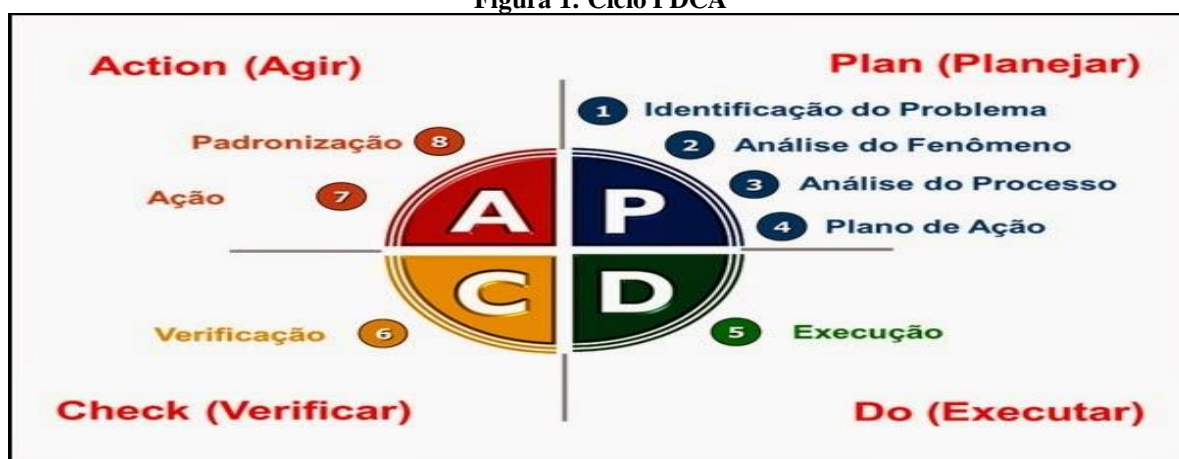 Figura 1: Ciclo PDCA
Action (Agir)
Plan (Planejar)
1 Identificação do Problema
2 Análise do Fenômeno
3 Análise do Processo
4 Plano de Ação
Padronização 8
Ação 7
A P
C D
Verificação 6
5 Execução
Check (Verificar)
Do (Executar)